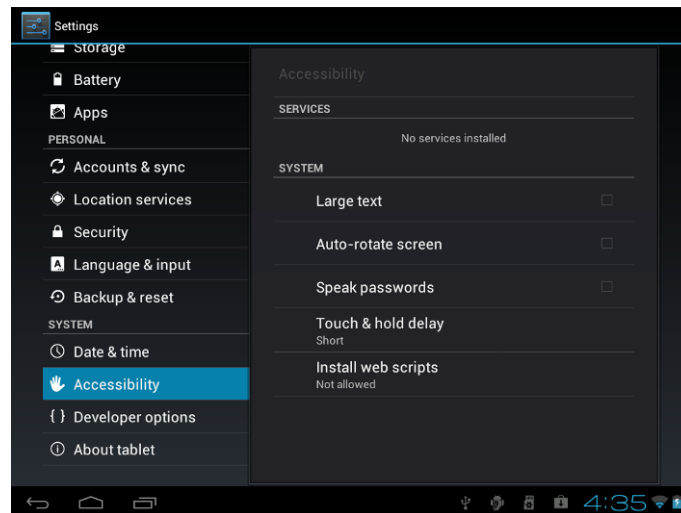 Settings
Storage
Battery
Apps
PERSONAL
Accounts & sync
Location services
Security
Language & input
Backup & reset
SYSTEM
Date & time
Accessibility
{ } Developer options
About tablet
Accessibility
SERVICES
No services installed
SYSTEM
Large text
Auto-rotate screen
Speak passwords
Touch & hold delay
Short
Install web scripts
Not allowed
4:35